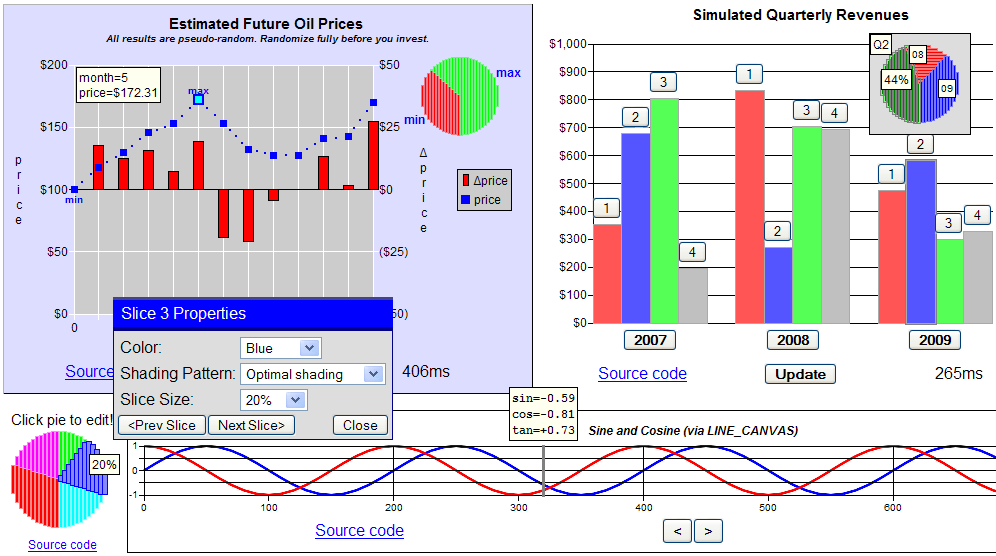 Estimated Future Oil Prices
All results are pseudo-random. Randomize fully before you invest.
$200
$150
$100
$50
$0
price
month=5
price=$172.31
max
min
$50
$25
$0
($25)
50)
Δprice
max
min
Δprice
price
0
Source
406ms
Slice 3 Properties
Color: Blue
Shading Pattern: Optimal shading
Slice Size: 20%
<Prev Slice Next Slice> Close
Simulated Quarterly Revenues
$1,000
$900
$800
$700
$600
$500
$400
$300
$200
$100
$0
1 2 3 4
1 2 3 4
1 2 3 4
Q2
08
44%
09
2007 2008 2009
Source code Update 265ms
Click pie to edit!
20%
Source code
sin=-0.59
cos=-0.81
tan=+0.73
Sine and Cosine (via LINE_CANVAS)
1
0
-1
0 100 200 300 400 500 600
Source code < >